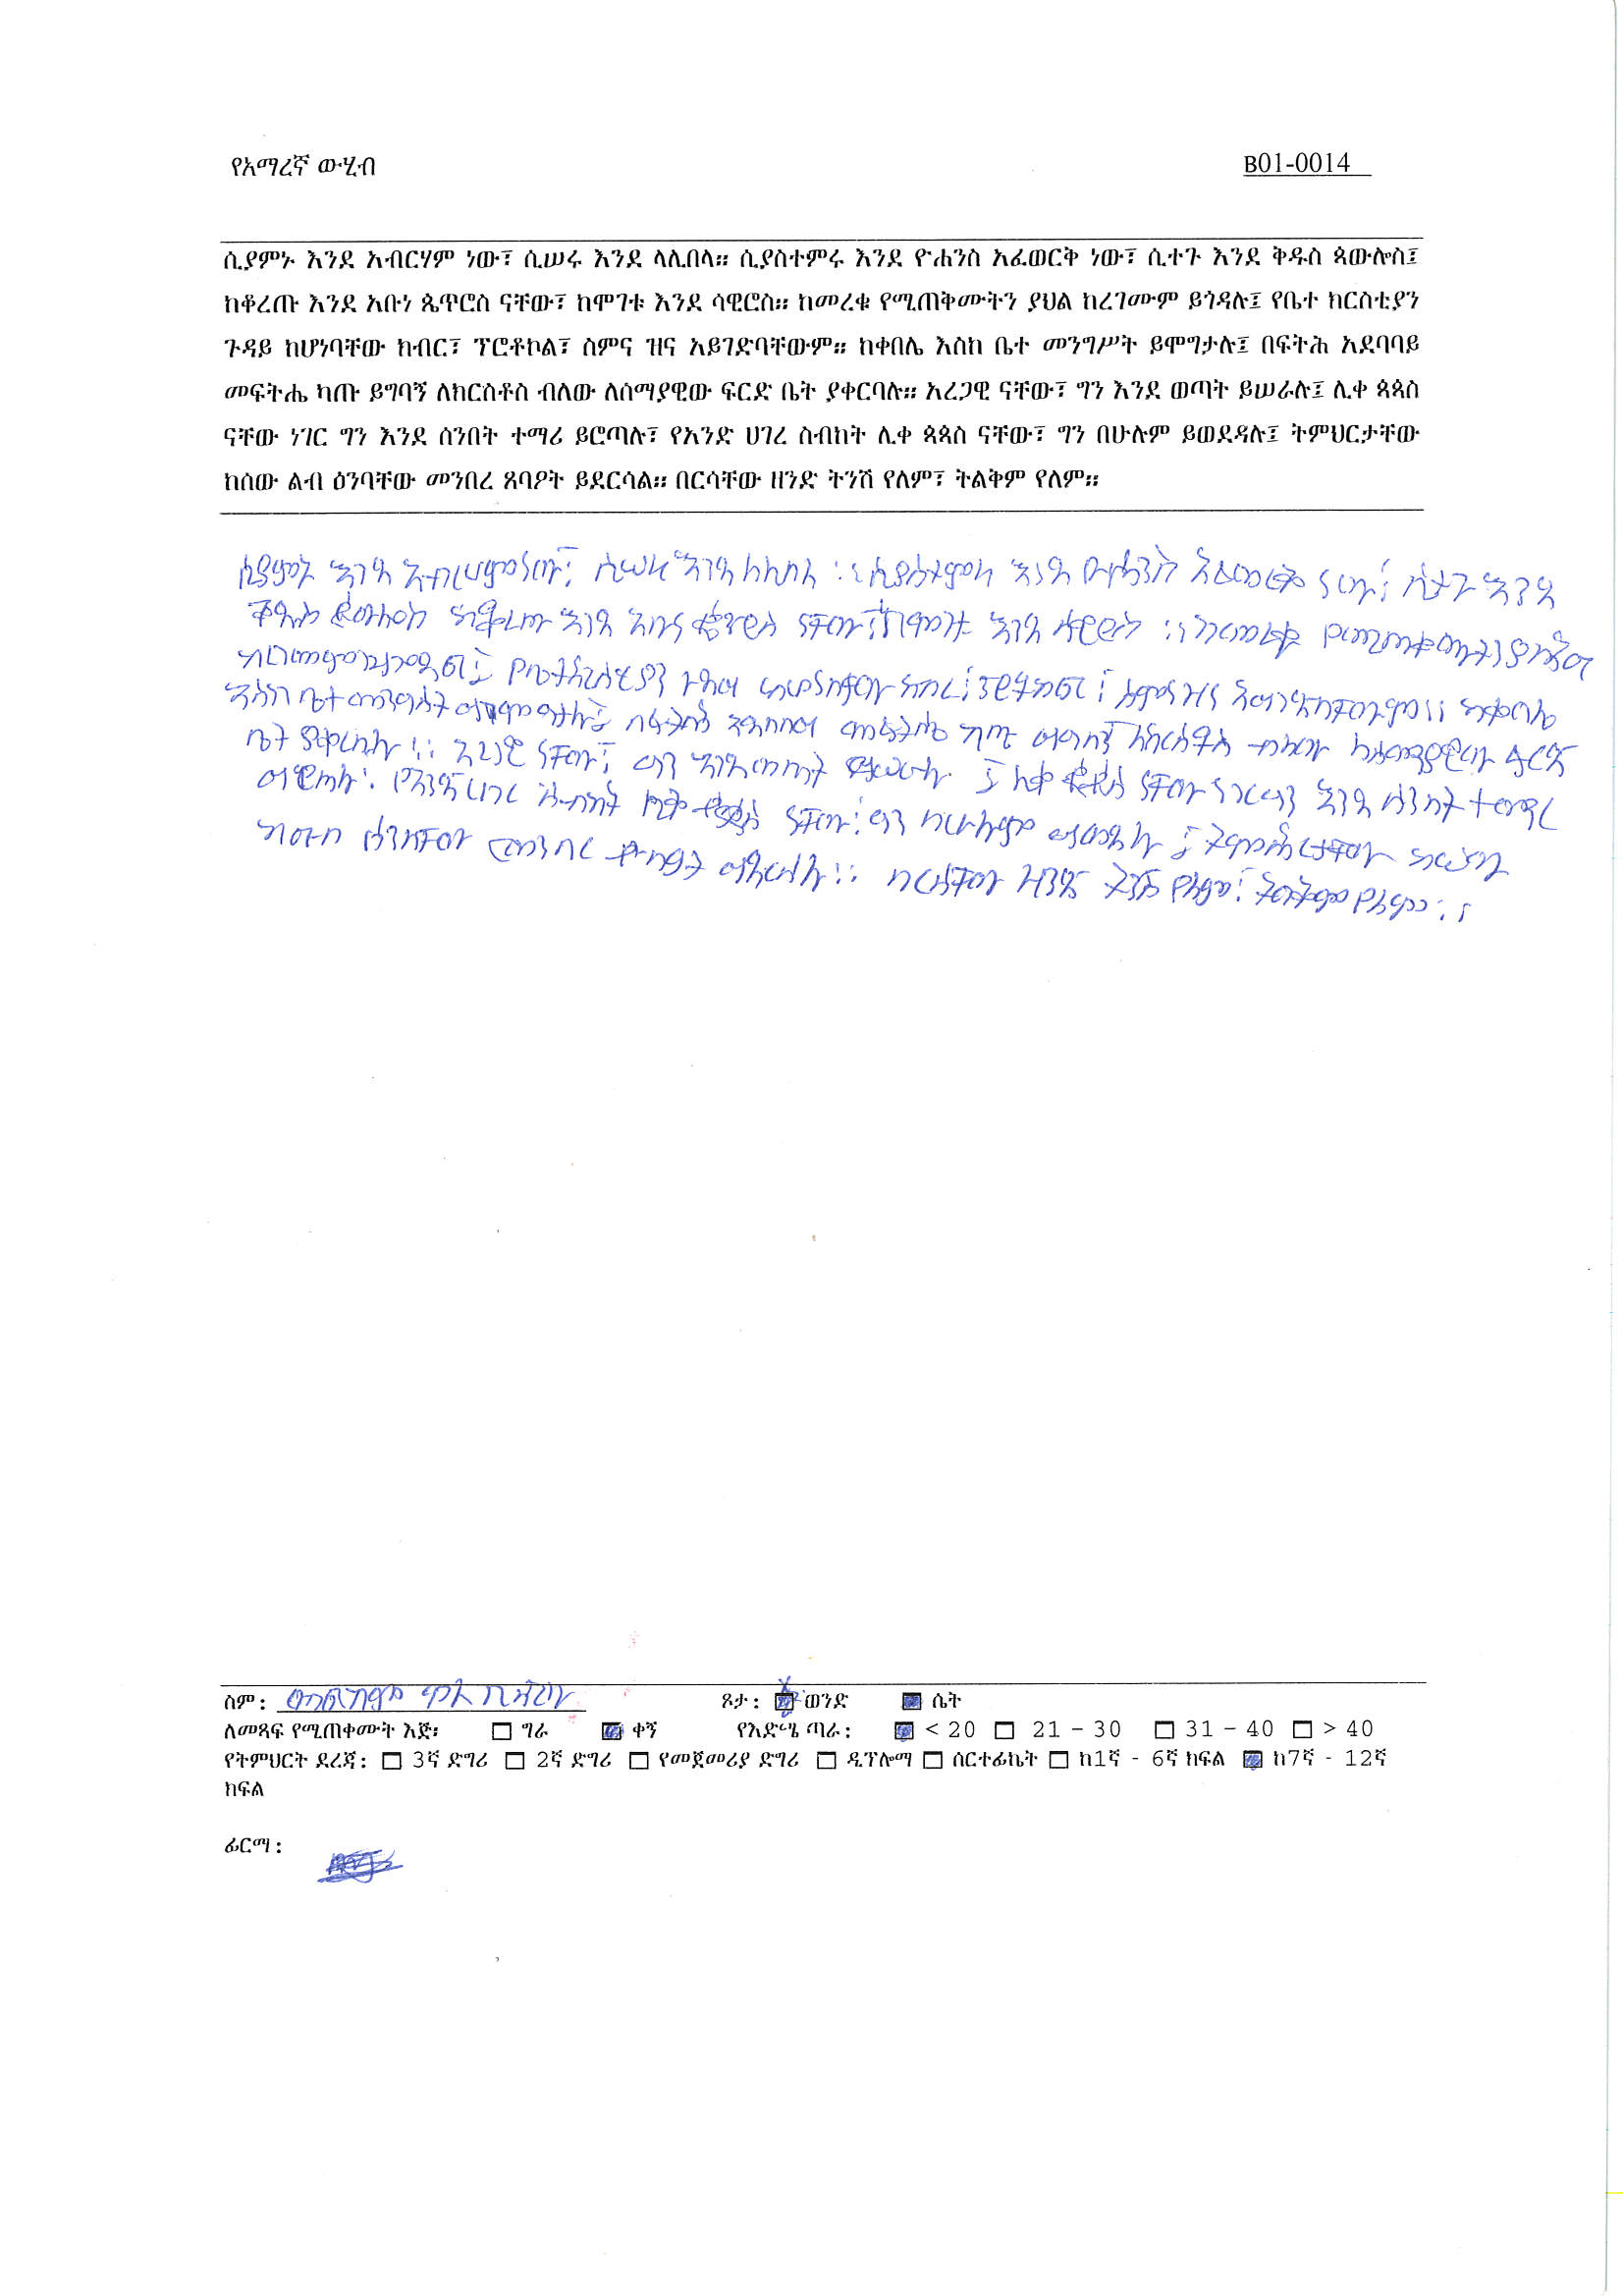 የአማረኛ ውሂብ
B01-0014
ሲያምኑ እንደ አብርሃም ነው፣ ሲሠሩ እንደ ላሊበላ። ሲያስተምሩ እንደ ዮሐንስ አፈወርቅ ነው፣ ሲተጉ እንደ ቅዱስ ጳውሎስ፤
ከቆረጡ እንደ አቡነ ጴጥሮስ ናቸው፣ ከሞገቱ እንደ ሳዊሮስ። ከመረቁ የሚጠቅሙትን ያህል ከረገሙም ይጎዳሉ፤ የቤተ ክርስቲያን
ጉዳይ ከሆነባቸው ክብር፣ ፕሮቶኮል፣ ስምና ዝና አይገድባቸውም። ከቀበሌ እስከ ቤተ መንግሥት ይሞግታሉ፤ በፍትሕ አደባባይ
መፍትሔ ካጡ ይግባኝ ለክርስቶስ ብለው ለሰማያዊው ፍርድ ቤት ያቀርባሉ። አረጋዊ ናቸው፣ ግን እንደ ወጣት ይሠራሉ፤ ሊቀ ጳጳስ
ናቸው ነገር ግን እንደ ሰንበት ተማሪ ይሮጣሉ፣ የአንድ ሀገረ ስብከት ሊቀ ጳጳስ ናቸው፣ ግን በሁሉም ይወደዳሉ፤ ትምህርታቸው
ከሰው ልብ ዕንባቸው መንበረ ጸባዖት ይደርሳል። በርሳቸው ዘንድ ትንሽ የለም፣ ትልቅም የለም።
ሲያምኑ እንደ አብርሃም ነው፣ ሲሠሩ እንደ ላሊበላ ። ሲያስተምሩ እንደ ዮሐንስ አፈወርቅ ነው፣ ሲተጉ እንደ
ቅዱስ ጳውሎስ ከቆረጡ እንደ አቡነ ጴጥሮስ ናቸው፣ ከሞገቱ እንደ ሳዊሮስ ። ከመረቁ የሚጠቅሙትን ያህል
ከረገሙም ይጎዳሉ፤ የቤተ ክርስቲያን ጉዳይ ከሆነባቸው ክብር፣ ፕሮቶኮል፣ ስምና ዝና አይገድባቸውም። ከቀበሌ
እስከ ቤተ መንግሥት ይሞግታሉ፤ በፍትሕ አደባባይ መፍትሔ ካጡ ይግባኝ ለክርስቶስ ብለው ለሰማያዊው ፍርድ
ቤት ያቀርባሉ ። አረጋዊ ናቸው፣ ግን እንደ ወጣት ይሠራሉ ፤ ሊቀ ጳጳስ ናቸው ነገር ግን እንደ ሰንበት ተማሪ
ይሮጣሉ፣ የአንድ ሀገረ ስብከት ሊቀ ጳጳስ ናቸው፣ ግን በሁሉም ይወደዳሉ ፤ ትምህርታቸው ከሰው
ልብ ዕንባቸው መንበረ ጸባዖት ይደርሳል ። በርሳቸው ዘንድ ትንሽ የለም፣ ትልቅም የለም ።
ስም:
ጾታ: ወንድ ሴት
ለመጻፍ የሚጠቀሙት እጅ፡ ግራ ቀኝ የእድሜ ጣራ: < 20 21 – 30 31 – 40 > 40
የትምህርት ደረጃ: 3ኛ ድግሪ 2ኛ ድግሪ የመጀመሪያ ድግሪ ዲፕሎማ ሰርተፊኬት ከ1ኛ - 6ኛ ክፍል ከ7ኛ - 12ኛ
ክፍል
ፊርማ: